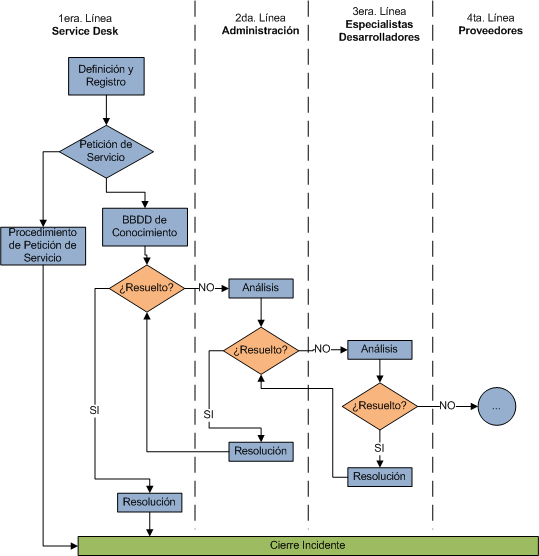 1era. Línea
Service Desk
2da. Línea
Administración
3era. Línea
Especialistas
Desarrolladores
4ta. Línea
Proveedores
Definición y
Registro
Petición de
Servicio
Procedimiento
de Petición de
Servicio
BBDD de
Conocimiento
¿Resuelto?
NO
Análisis
¿Resuelto?
NO
Análisis
¿Resuelto?
NO
...
SI
SI
SI
Resolución
Resolución
Resolución
Cierre Incidente